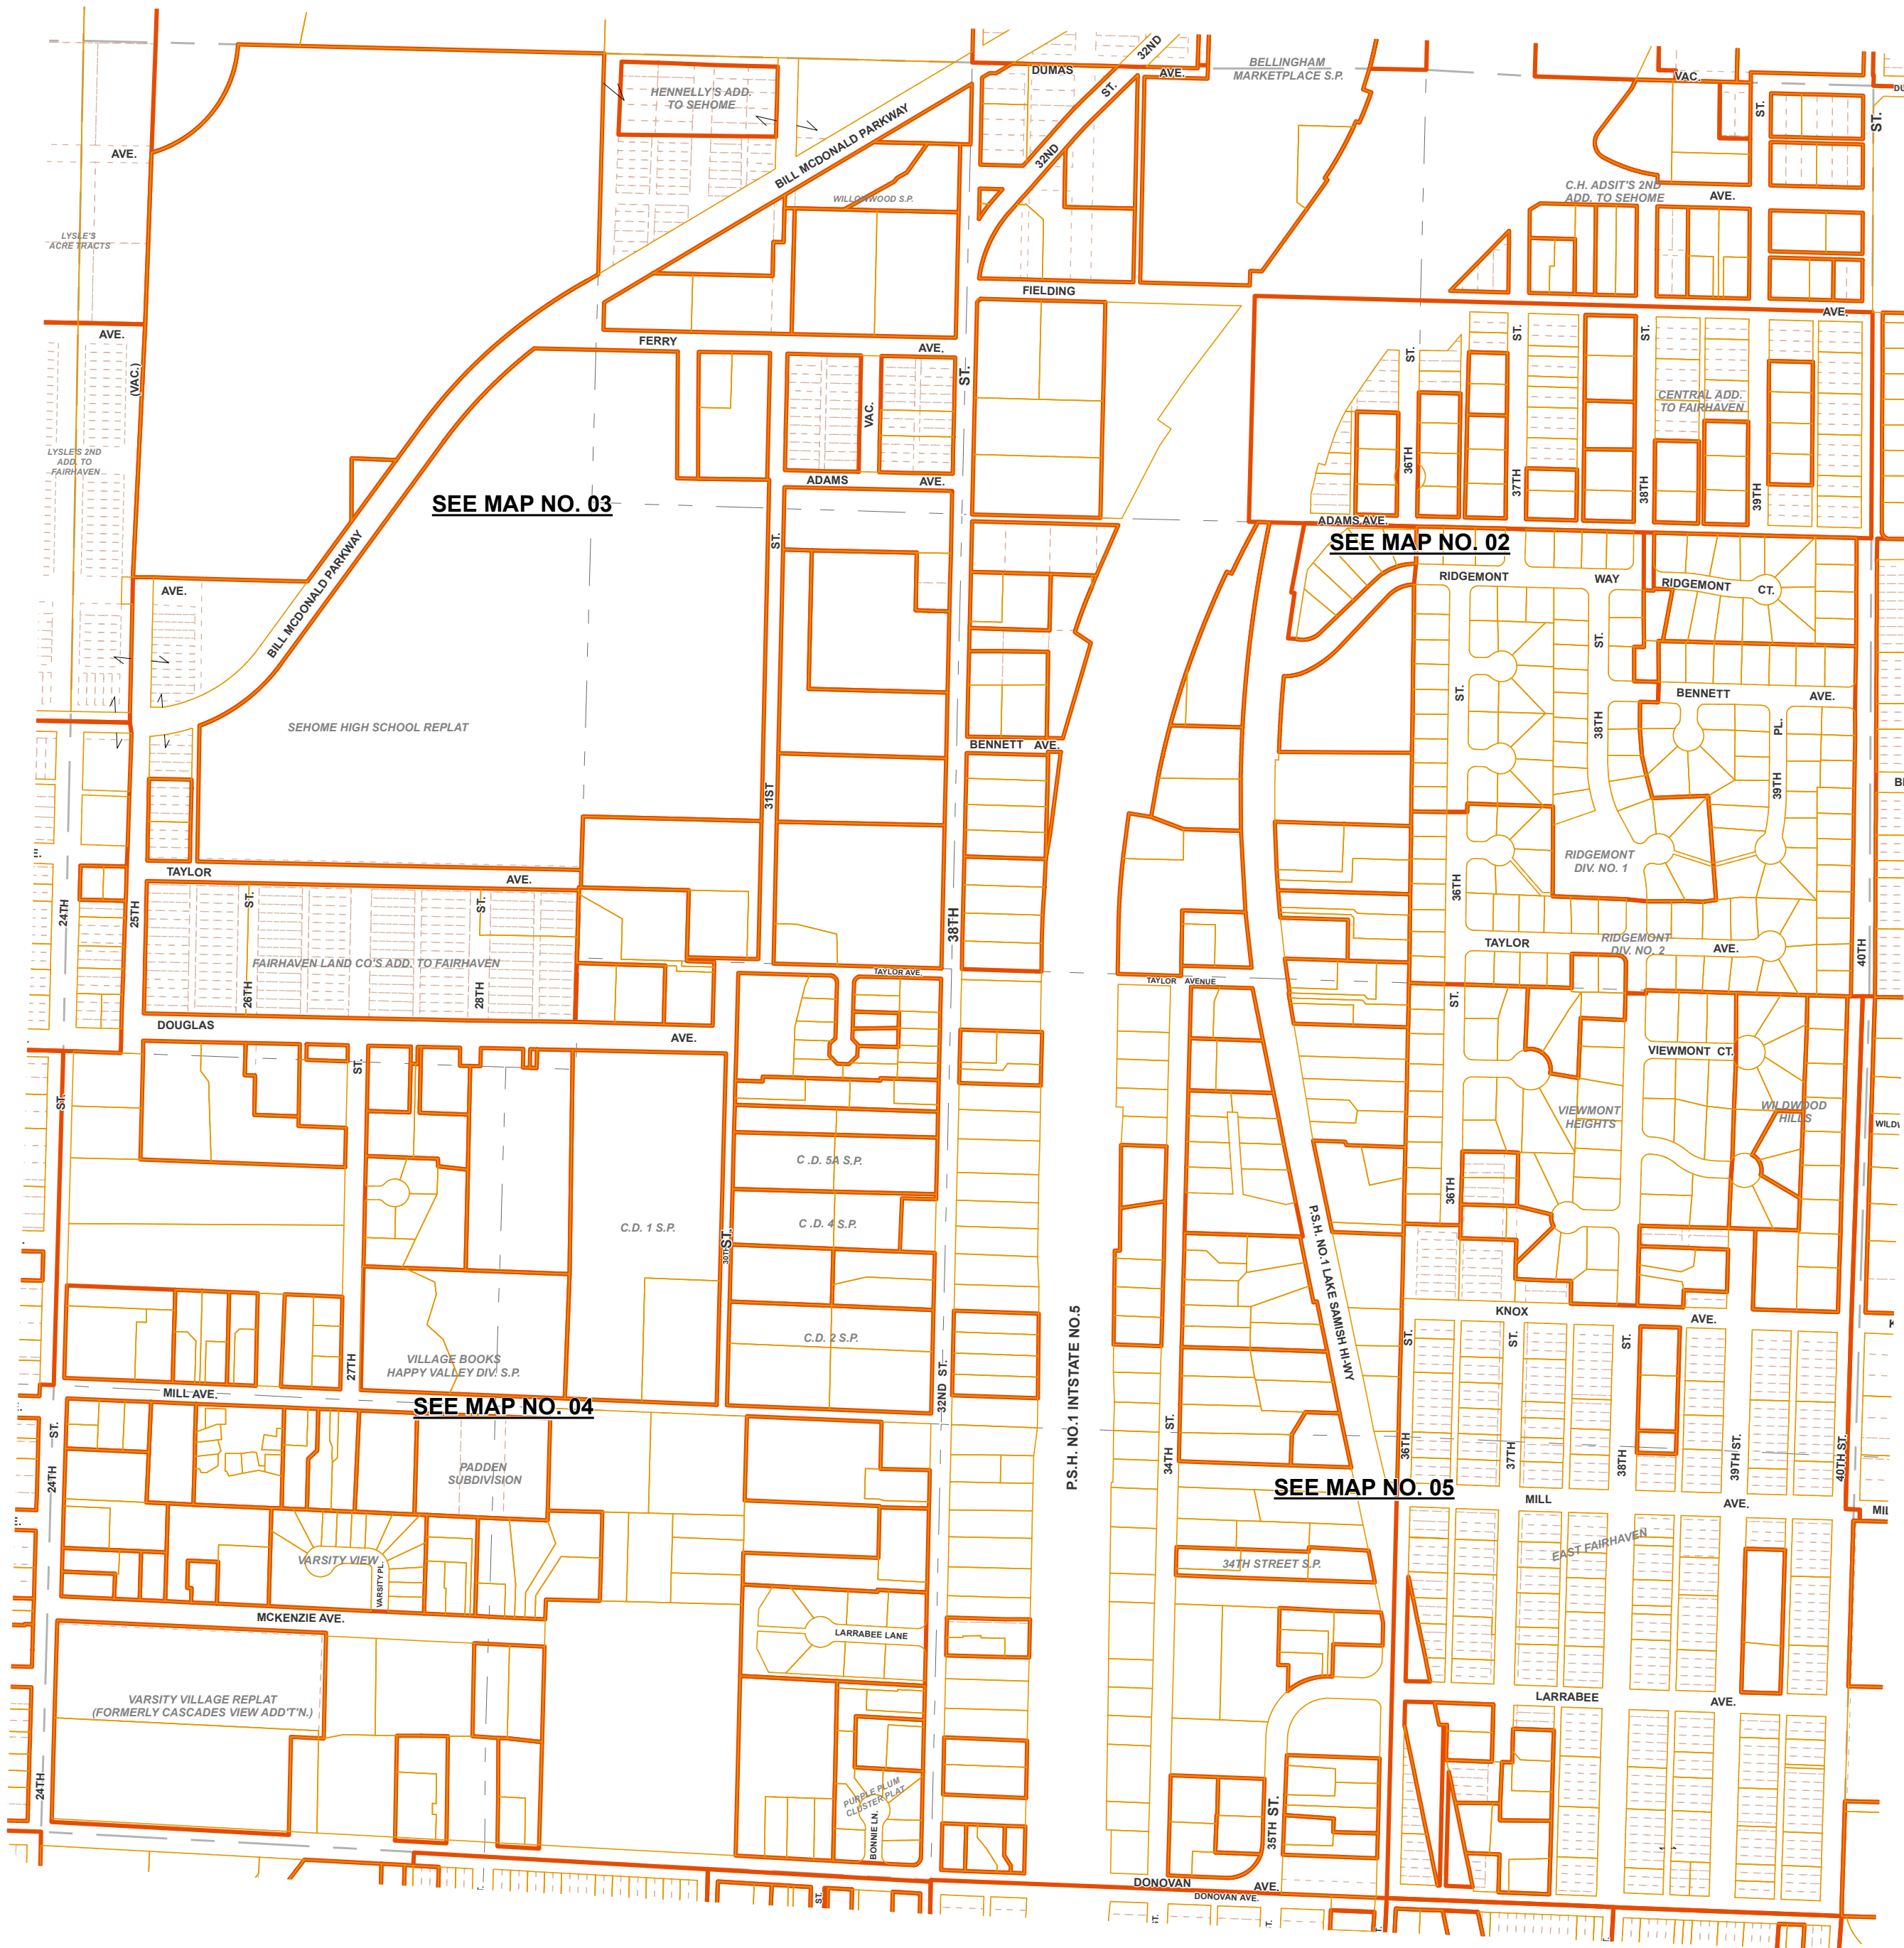 32ND
BELLINGHAM
MARKETPLACE S.P.
DUMAS
AVE.
VAC.
DU
HENNELLY'S ADD.
TO SEHOME
ST.
ST.
ST.
BILL MCDONALD PARKWAY
AVE.
32ND
C.H. ADSIT'S 2ND
ADD. TO SEHOME
AVE.
WILLOWWOOD S.P.
LYSLE'S
ACRE TRACTS
FIELDING
AVE.
AVE.
FERRY
AVE.
ST.
ST.
ST.
ST.
(VAC.)
VAC.
CENTRAL ADD.
TO FAIRHAVEN
LYSLE'S 2ND
ADD. TO
FAIRHAVEN
36TH
37TH
38TH
39TH
ADAMS
AVE.
SEE MAP NO. 03
ADAMS AVE.
SEE MAP NO. 02
ST.
RIDGEMONT
WAY
RIDGEMONT
CT.
AVE.
BILL MCDONALD PARKWAY
ST.
ST.
BENNETT
AVE.
SEHOME HIGH SCHOOL REPLAT
38TH
PL.
BENNETT AVE.
39TH
31ST
BE
E.
RIDGEMONT
DIV. NO. 1
TAYLOR
AVE.
ST.
ST.
24TH
25TH
36TH
38TH
TAYLOR
RIDGEMONT
DIV. NO. 2
AVE.
40TH
FAIRHAVEN LAND CO'S ADD. TO FAIRHAVEN
TAYLOR AVE.
TAYLOR AVENUE
26TH
28TH
ST.
DOUGLAS
AVE.
VIEWMONT CT.
ST.
ST.
VIEWMONT
HEIGHTS
WILDWOOD
HILLS
WILDW
C .D. 5A S.P.
36TH
C.D. 1 S.P.
C .D. 4 S.P.
30TH
ST.
P.S.H. NO.1 LAKE SAMISH HI-WY
KNOX
AVE.
K
C.D. 2 S.P.
ST.
ST.
ST.
P.S.H. NO.1 INTSTATE NO.5
VILLAGE BOOKS
HAPPY VALLEY DIV. S.P.
27TH
32ND ST.
MILL AVE.
SEE MAP NO. 04
ST.
ST.
24TH
PADDEN
SUBDIVISION
34TH
36TH
37TH
38TH
39TH ST.
40TH ST.
SEE MAP NO. 05
MILL
AVE.
MIL
EAST FAIRHAVEN
VARSITY VIEW
VARSITY PL.
34TH STREET S.P.
MCKENZIE AVE.
LARRABEE LANE
VARSITY VILLAGE REPLAT
(FORMERLY CASCADES VIEW ADD'T'N.)
LARRABEE
AVE.
24TH
PURPLE PLUM
CLUSTER PLAT
BONNIE LN.
35TH ST.
DONOVAN
AVE.
DONOVAN AVE.
ST.
ST.
ST.